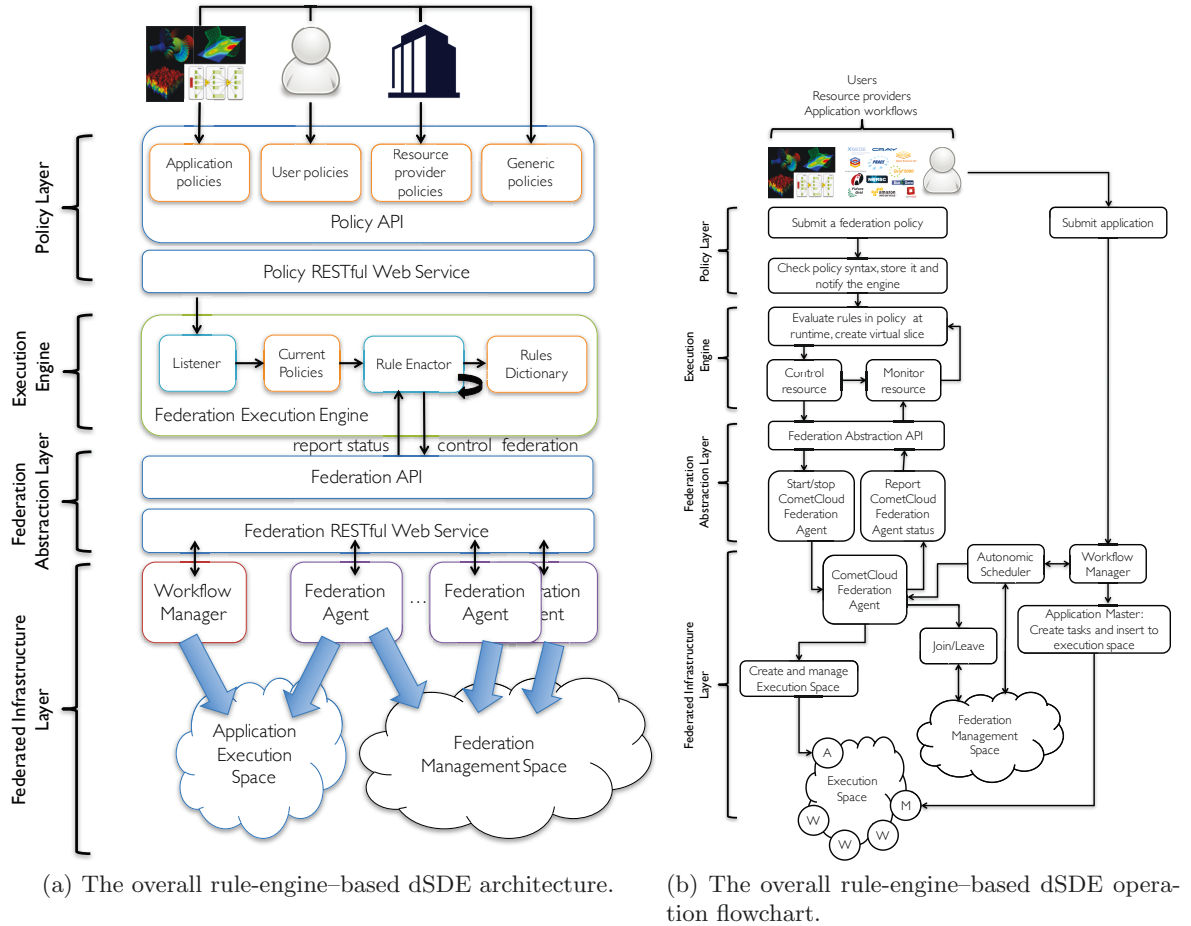 Policy Layer
Application
policies
User policies
Resource
provider
policies
Generic
policies
Policy API
Policy RESTful Web Service
Execution
Engine
Listener
Current
Policies
Rule Enactor
Rules
Dictionary
Federation Execution Engine
report status
control federation
Federation
Abstraction Layer
Federation API
Federation RESTful Web Service
Federated Infrastructure
Layer
Workflow
Manager
Federation
Agent
...
Federation
Agent
Application
Execution
Space
Federation
Management Space
(a) The overall rule-engine–based dSDE architecture.
Users
Resource providers
Application workflows
CRAY
amazon
Policy Layer
Submit a federation policy
Submit application
Check policy syntax, store it and
notify the engine
Execution
Engine
Evaluate rules in policy at
runtime, create virtual slice
Control
resource
Monitor
resource
Federation
Abstraction Layer
Federation Abstraction API
Start/stop
CometCloud
Federation
Agent
Report
CometCloud
Federation
Agent status
Federated Infrastructure
Layer
CometCloud
Federation
Agent
Autonomic
Scheduler
Workflow
Manager
Application Master:
Create tasks and insert to
execution space
Join/Leave
Create and manage
Execution Space
Federation
Management
Space
A
Execution
Space
M
W
W
W
(b) The overall rule-engine–based dSDE opera-
tion flowchart.